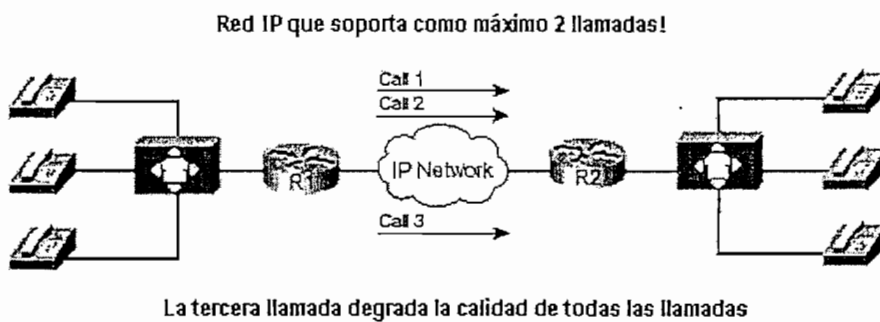 Red IP que soporta como máximo 2 llamadas!
Call 1
Call 2
R1
IP Network
R2
Call 3
La tercera llamada degrada la calidad de todas las llamadas